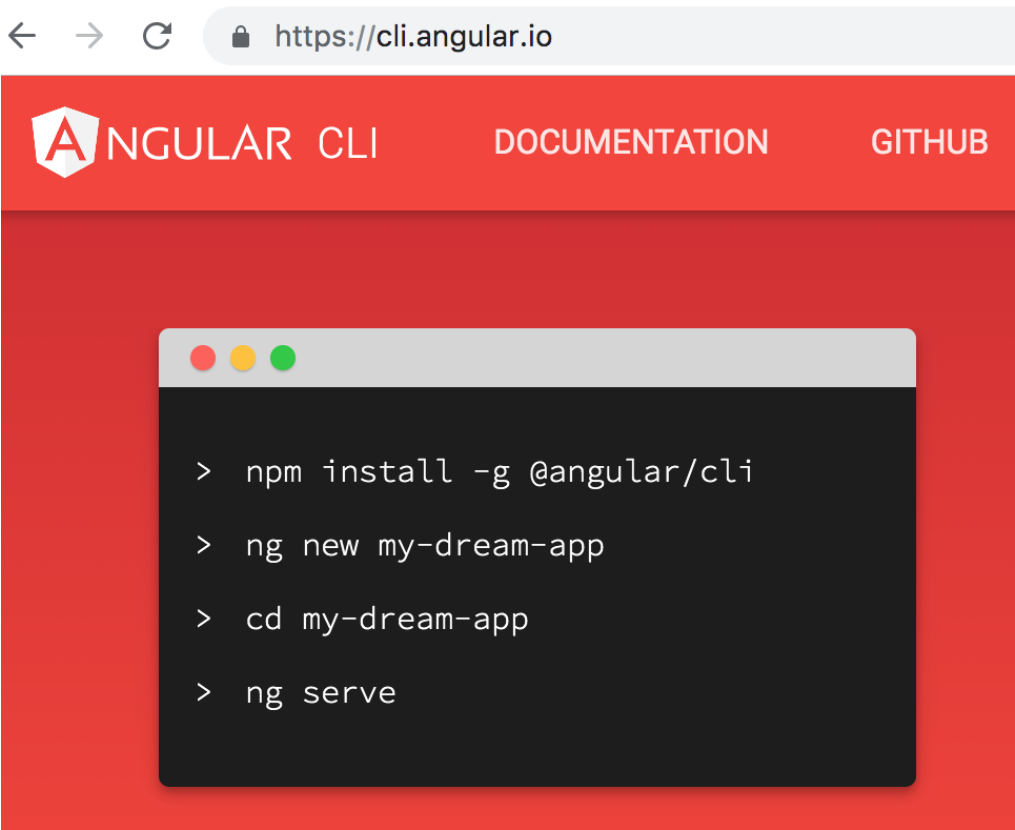 https://cli.angular.io
ANGULAR CLI DOCUMENTATION GITHUB
> npm install -g @angular/cli
> ng new my-dream-app
> cd my-dream-app
> ng serve